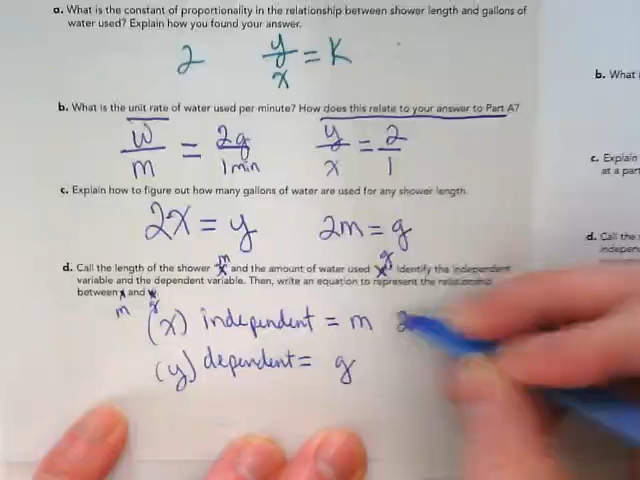 a. What is the constant of proportionality in the relationship between shower length and gallons of
water used? Explain how you found your answer.
2 y/x = K
b. What is the unit rate of water used per minute? How does this relate to your answer to Part A?
W/m = 2g/1min y/x = 2/1
c. Explain how to figure out how many gallons of water are used for any shower length.
2x = y 2m = g
m g
d. Call the length of the shower x and the amount of water used Identify the independent
variable and the dependent variable. Then, write an equation to represent the relationship
between x and
m g
(x) independent = m 2
(y) dependent = g
b. What
c. Explain
at a part
d. Call the